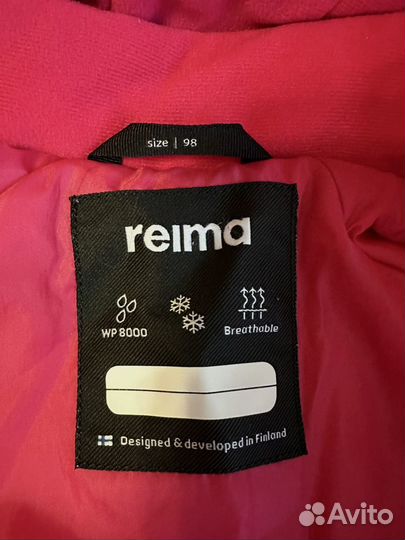 size | 98
reima
WP 8000
Breathable
Designed & developed in Finland
Avito